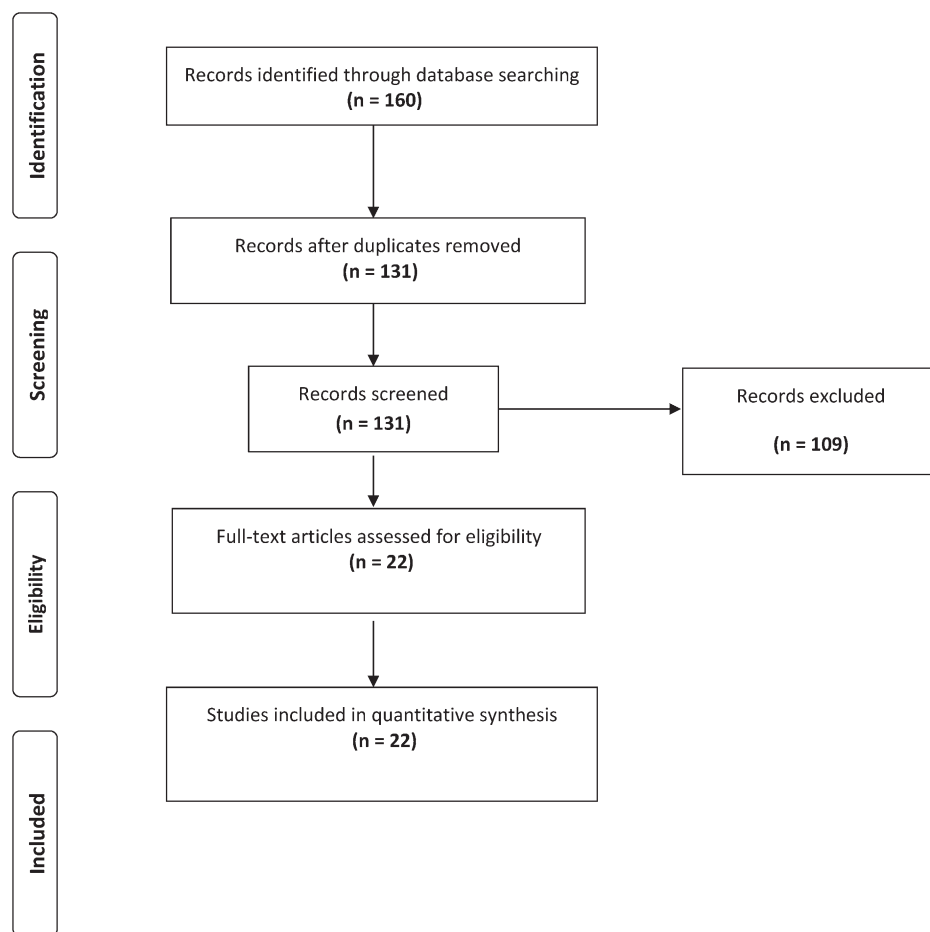 Identification
Records identified through database searching
(n = 160)
Records after duplicates removed
(n = 131)
Screening
Records screened
(n = 131)
Records excluded
(n = 109)
Eligibility
Full-text articles assessed for eligibility
(n = 22)
Included
Studies included in quantitative synthesis
(n = 22)